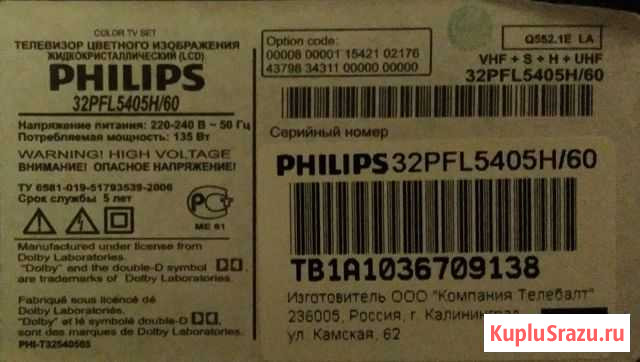 COLOR TV SET
ТЕЛЕВИЗОР ЦВЕТНОГО ИЗОБРАЖЕНИЯ
ЖИДКОКРИСТАЛЛИЧЕСКИЙ (LCD)
PHILIPS
32PFL5405H/60
Напряжение питания: 220-240 В ~ 50 Гц
Потребляемая мощность: 135 Вт
WARNING! HIGH VOLTAGE
ВНИМАНИЕ! ОПАСНОЕ НАПРЯЖЕНИЕ!
ТУ 6581-019-51793539-2006
Срок службы 5 лет
ME 61
Manufactured under license from
Dolby Laboratories.
"Dolby" and the double-D symbol
are trademarks of Dolby Laboratories.
Fabriqué sous licencé de
Dolby Laboratories.
"Dolby" et le symbole double-D
sont des marques de Dolby
PHI-T32540505
Option code:
00008 00001 15421 02176
43798 34311 00000 00000
Q552.1E LA
VHF + S + H + UHF
32PFL5405H/60
Серийный номер
PHILIPS 32PFL5405H/60
TB1A1036709138
Изготовитель ООО "Компания Телебалт"
236005, Россия, г. Калининград
ул. Камская, 62
KupluSrazu.ru